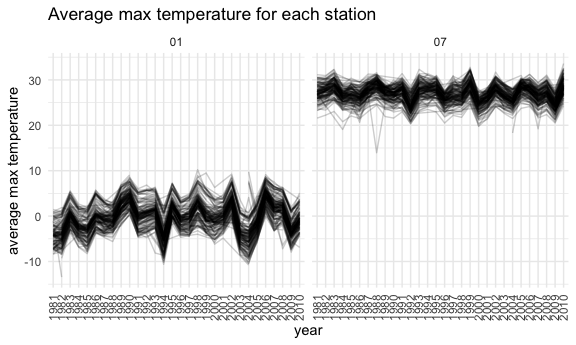 Average max temperature for each station
01 07
average max temperature
30
20
10
0
-10
1981 1982 1983 1984 1985 1986 1987 1988 1989 1990 1991 1992 1993 1994 1995 1996 1997 1998 1999 2000 2001 2002 2003 2004 2005 2006 2007 2008 2009 2010 1981 1982 1983 1984 1985 1986 1987 1988 1989 1990 1991 1992 1993 1994 1995 1996 1997 1998 1999 2000 2001 2002 2003 2004 2005 2006 2007 2008 2009 2010
year